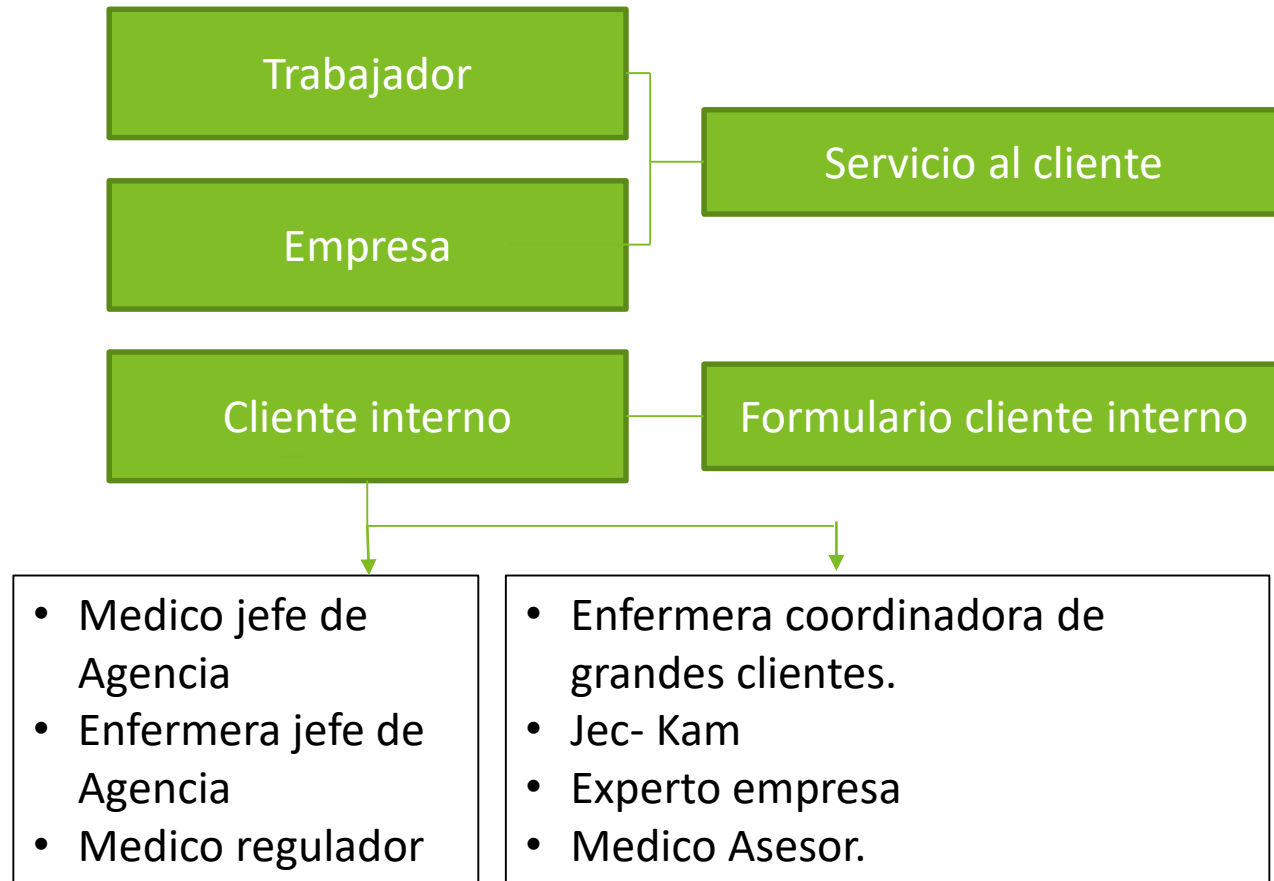 Trabajador
Servicio al cliente
Empresa
Cliente interno
Formulario cliente interno
• Medico jefe de
Agencia
• Enfermera jefe de
Agencia
• Medico regulador
• Enfermera coordinadora de
grandes clientes.
• Jec- Kam
• Experto empresa
• Medico Asesor.